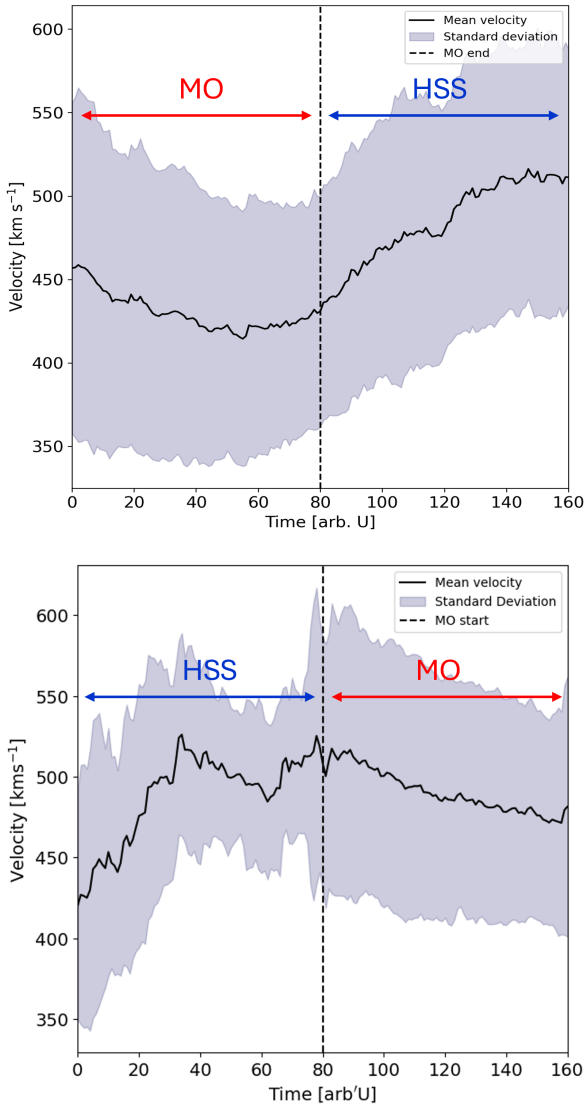 600
550
500
450
400
350
Velocity [km s⁻¹]
Mean velocity
Standard deviation
MO end
MO
HSS
0 20 40 60 80 100 120 140 160
Time [arb. U]
600
550
500
450
400
350
Velocity [kms⁻¹]
Mean velocity
Standard Deviation
MO start
HSS
MO
0 20 40 60 80 100 120 140 160
Time [arb′U]